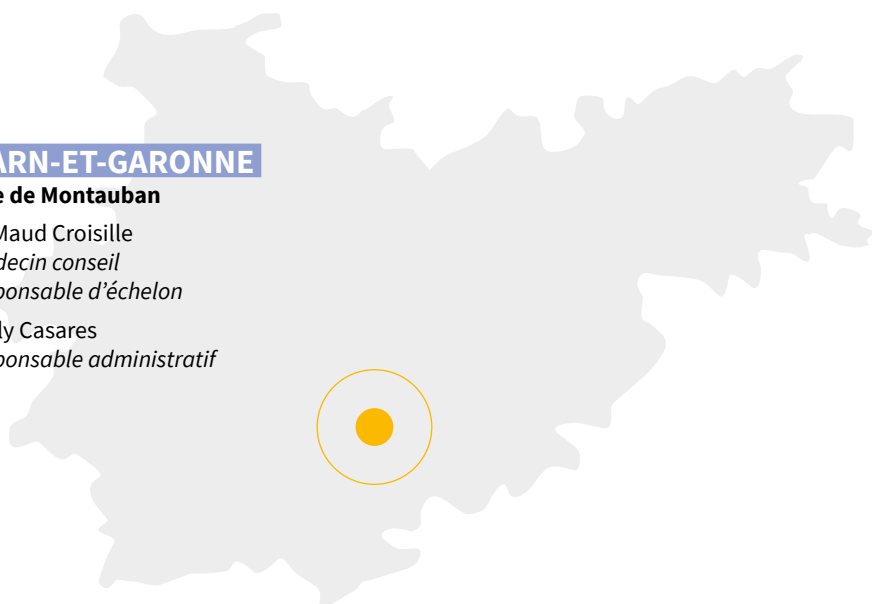 ARN-ET-GARONNE
e de Montauban
Maud Croisille
decin conseil
ponsable d’échelon
ly Casares
ponsable administratif